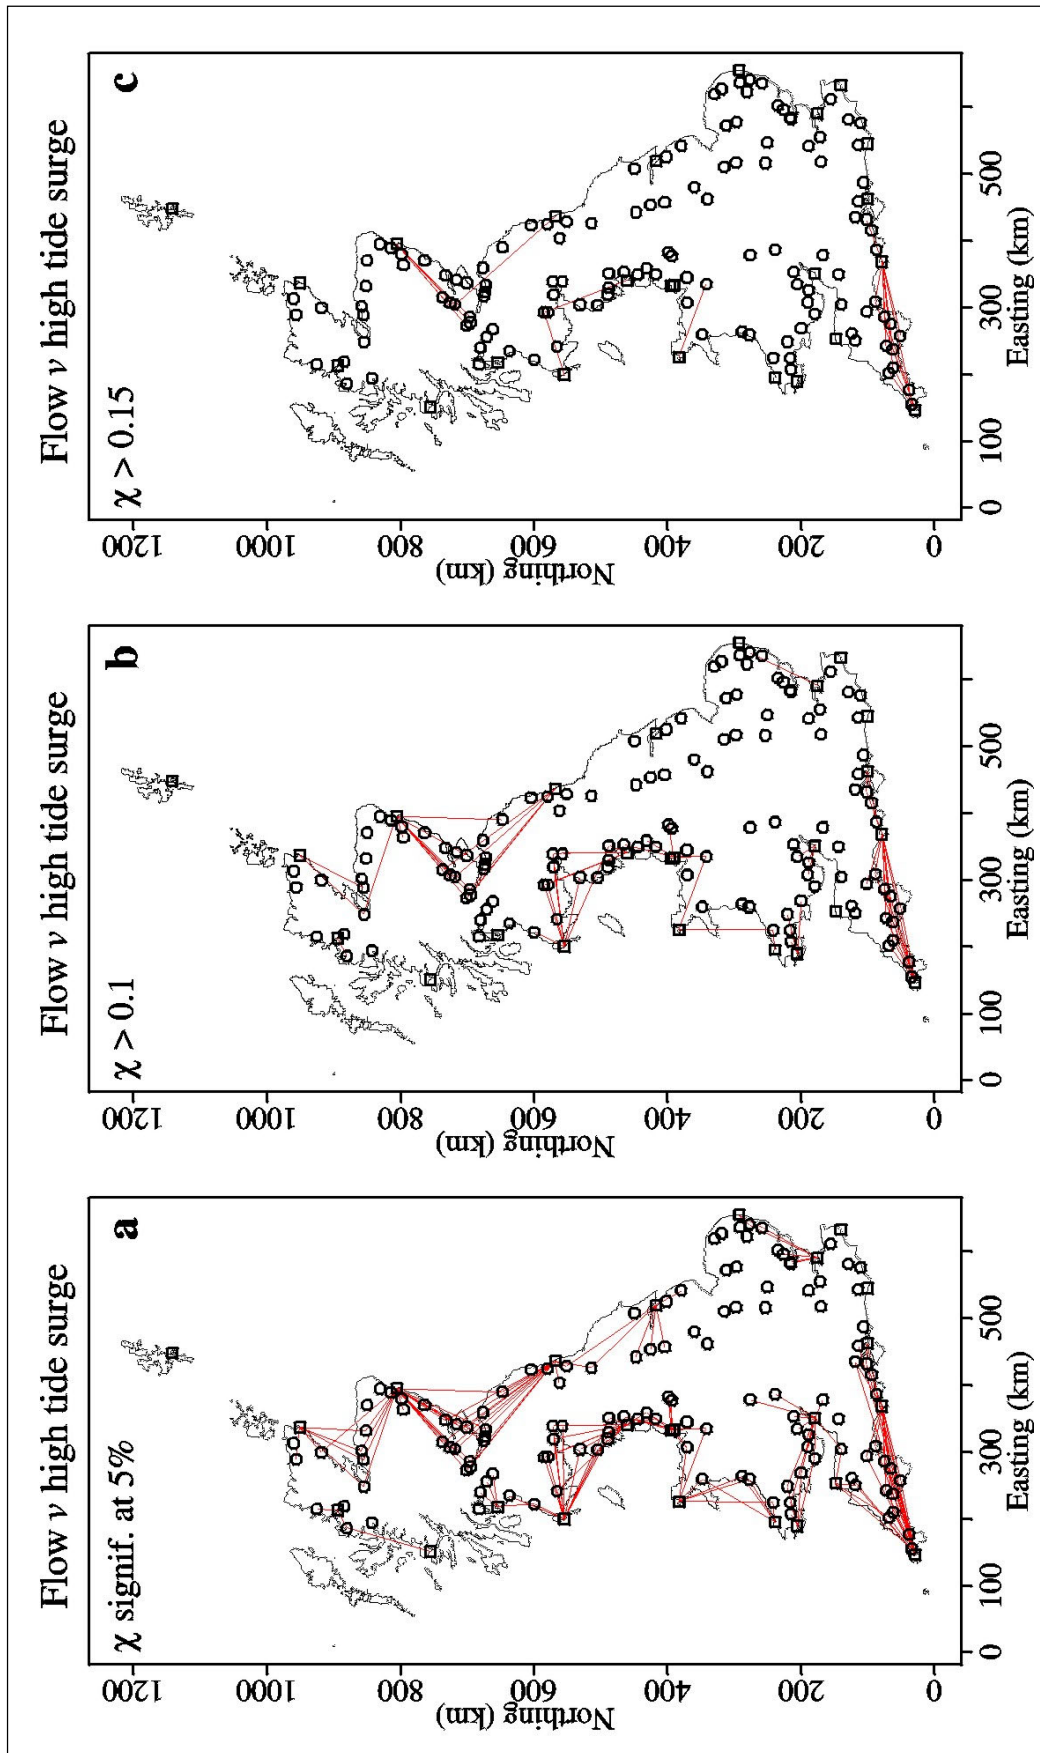 Flow v high tide surge
a
χ signif. at 5%
Northing (km)
1200
1000
800
600
400
200
0
0
100
300
500
Easting (km)
Flow v high tide surge
b
χ > 0.1
Northing (km)
1200
1000
800
600
400
200
0
0
100
300
500
Easting (km)
Flow v high tide surge
c
χ > 0.15
Northing (km)
1200
1000
800
600
400
200
0
0
100
300
500
Easting (km)